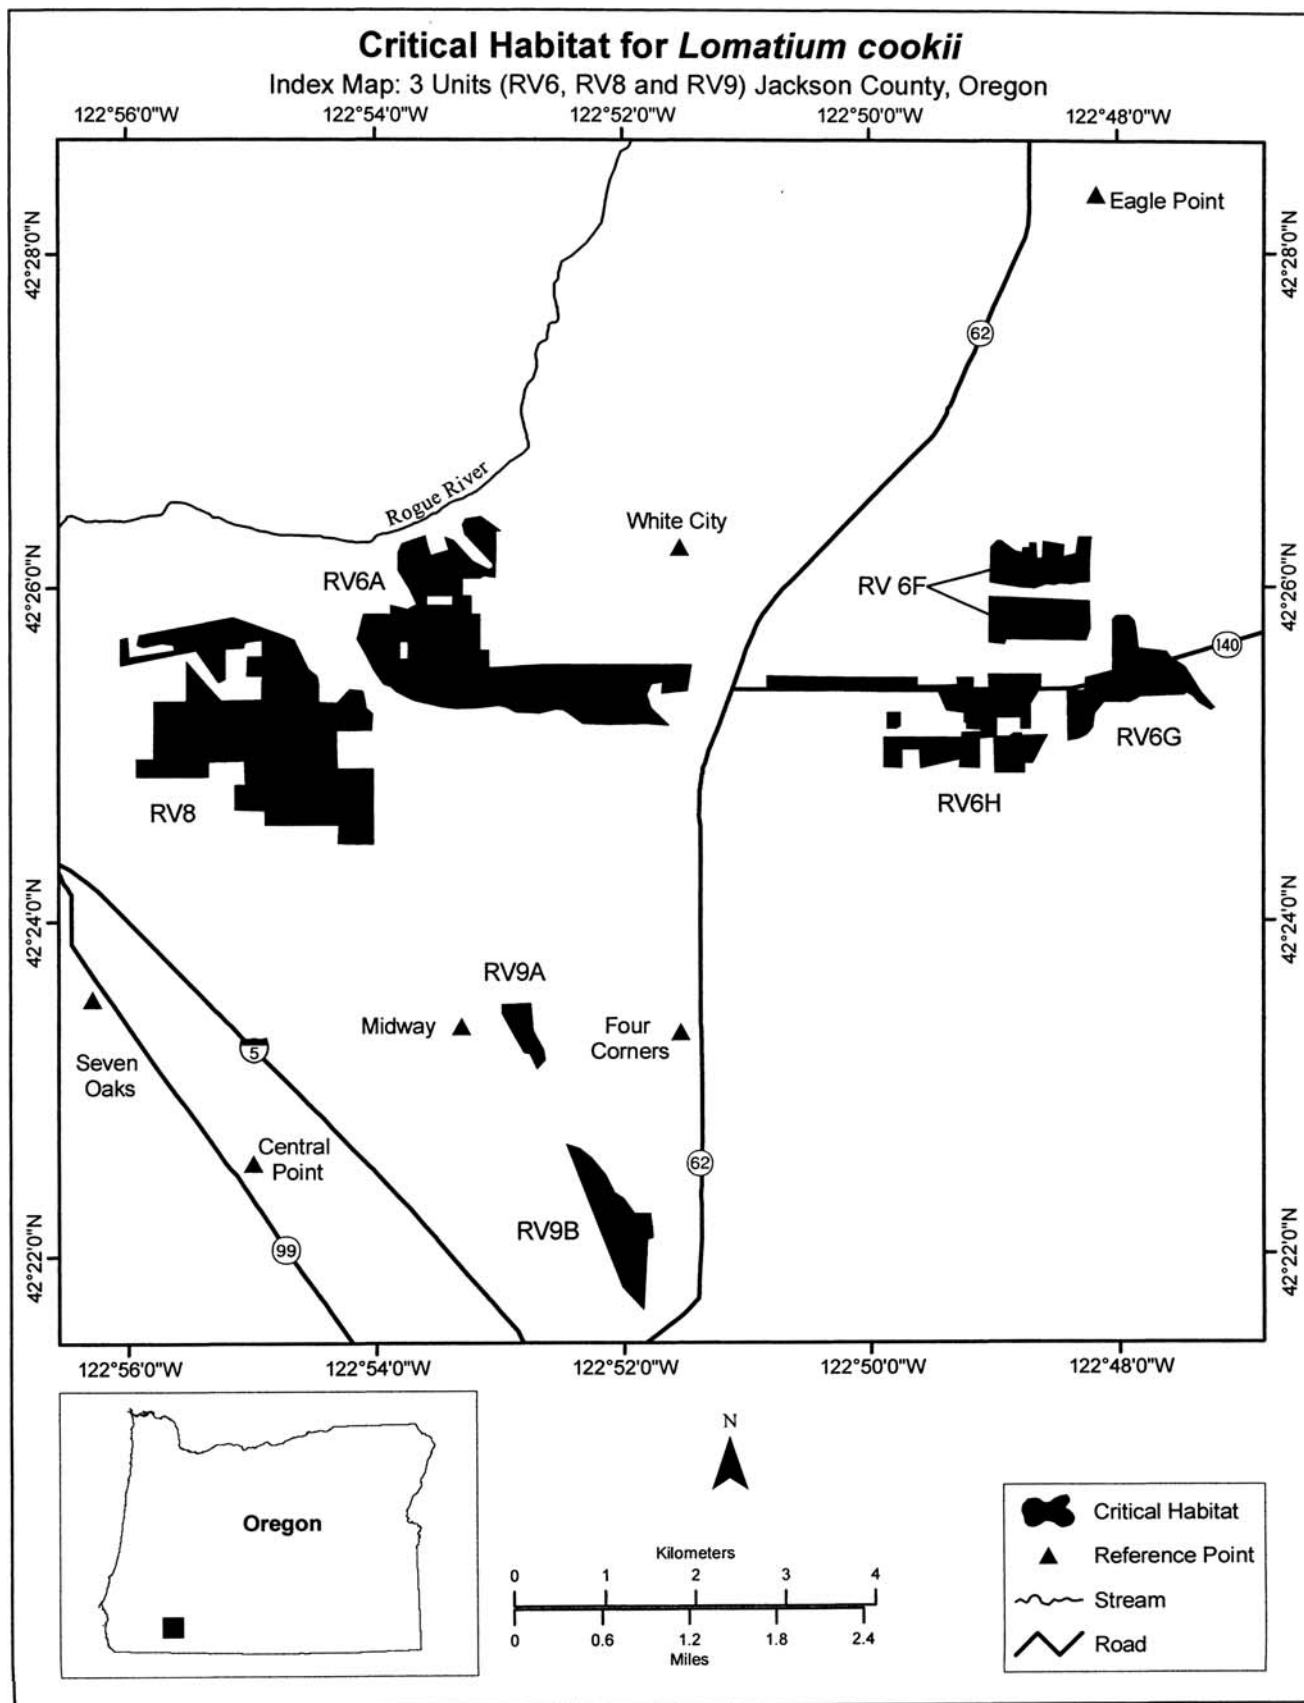 Critical Habitat for Lomatium cookii
Index Map: 3 Units (RV6, RV8 and RV9) Jackson County, Oregon
122°56'0"W 122°54'0"W 122°52'0"W 122°50'0"W 122°48'0"W
Eagle Point
42°28'0"N 42°28'0"N
62
Rogue River
White City
RV6A
RV 6F
42°26'0"N 42°26'0"N
140
RV6G
RV8
RV6H
42°24'0"N 42°24'0"N
RV9A
Midway
Four
Corners
5
Seven
Oaks
Central
Point
62
RV9B
99
42°22'0"N 42°22'0"N
122°56'0"W 122°54'0"W 122°52'0"W 122°50'0"W 122°48'0"W
Oregon
N
Kilometers
0 1 2 3 4
0 0.6 1.2 1.8 2.4
Miles
Critical Habitat
Reference Point
Stream
Road